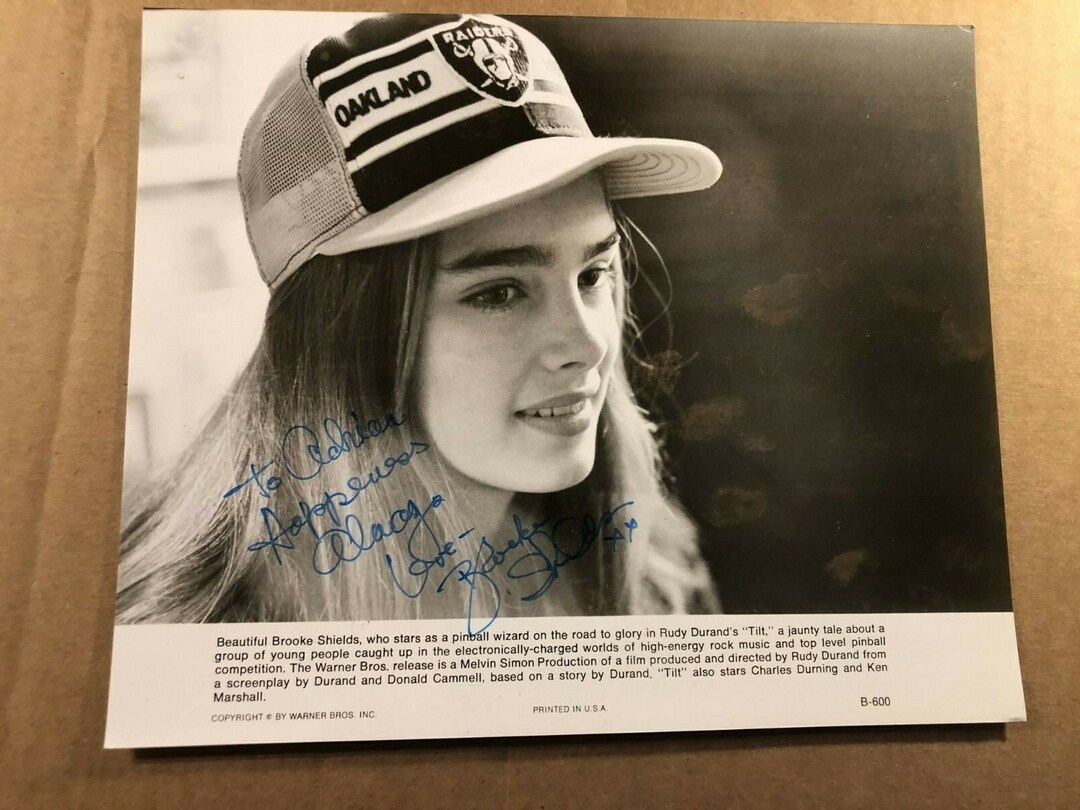 RAIDERS
OAKLAND
To Adrian
Happeness
Always
Love -
Brooke
Shields
xx
Beautiful Brooke Shields, who stars as a pinball wizard on the road to glory in Rudy Durand's "Tilt," a jaunty tale about a
group of young people caught up in the electronically-charged worlds of high-energy rock music and top level pinball
competition. The Warner Bros. release is a Melvin Simon Production of a film produced and directed by Rudy Durand from
a screenplay by Durand and Donald Cammell, based on a story by Durand. "Tilt" also stars Charles Durning and Ken
Marshall.
COPYRIGHT © BY WARNER BROS. INC.
PRINTED IN U.S.A.
B-600